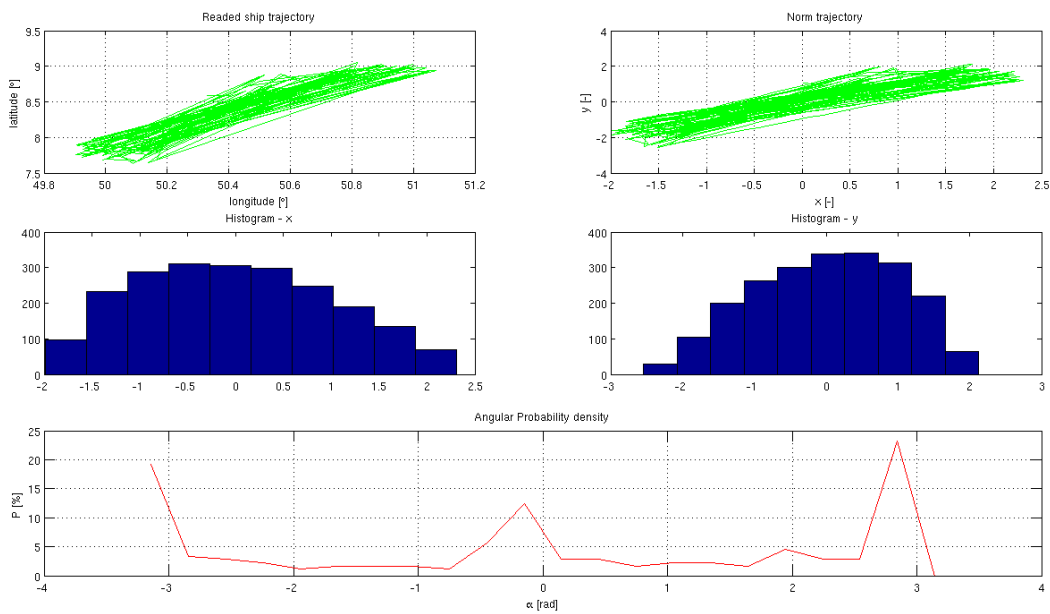 Readed ship trajectory
9.5
9
8.5
8
7.5
latitude [º]
49.8 50 50.2 50.4 50.6 50.8 51 51.2
longitude [º]
Norm trajectory
4
2
0
-2
-4
y [-]
-2 -1.5 -1 -0.5 0 0.5 1 1.5 2 2.5
x [-]
Histogram - x
400
300
200
100
0
-2 -1.5 -1 -0.5 0 0.5 1 1.5 2 2.5
Histogram - y
400
300
200
100
0
-3 -2 -1 0 1 2 3
Angular Probability density
25
20
15
10
5
0
P [%]
-4 -3 -2 -1 0 1 2 3 4
α [rad]